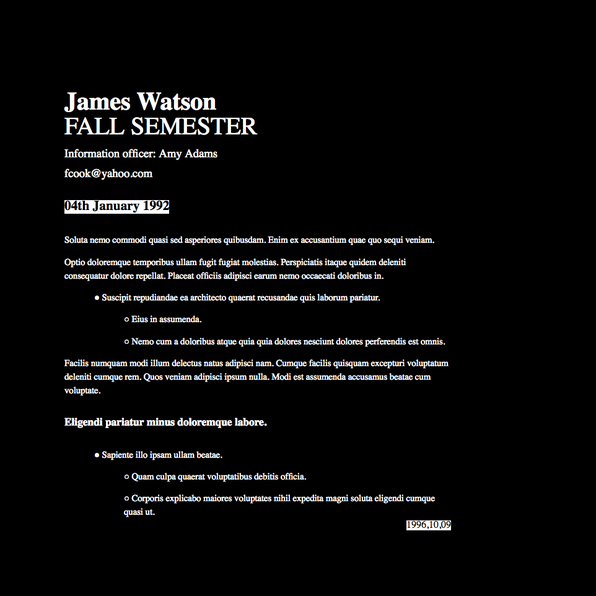 James Watson
FALL SEMESTER
Information officer: Amy Adams
fcook@yahoo.com
04th January 1992
Soluta nemo commodi quasi sed asperiores quibusdam. Enim ex accusantium quae quo sequi veniam.
Optio doloremque temporibus ullam fugit fugiat molestias. Perspiciatis itaque quidem deleniti
consequatur dolore repellat. Placeat officiis adipisci earum nemo occaecati doloribus in.
● Suscipit repudiandae ea architecto quaerat recusandae quis laborum pariatur.
○ Eius in assumenda.
○ Nemo cum a doloribus atque quia quia dolores nesciunt dolores perferendis est omnis.
Facilis numquam modi illum delectus natus adipisci nam. Cumque facilis quisquam excepturi voluptatum
deleniti cumque rem. Quos veniam adipisci ipsum nulla. Modi est assumenda accusamus beatae cum
voluptate.
Eligendi pariatur minus doloremque labore.
● Sapiente illo ipsam ullam beatae.
○ Quam culpa quaerat voluptatibus debitis officia.
○ Corporis explicabo maiores voluptates nihil expedita magni soluta eligendi cumque
quasi ut.
1996,10,09